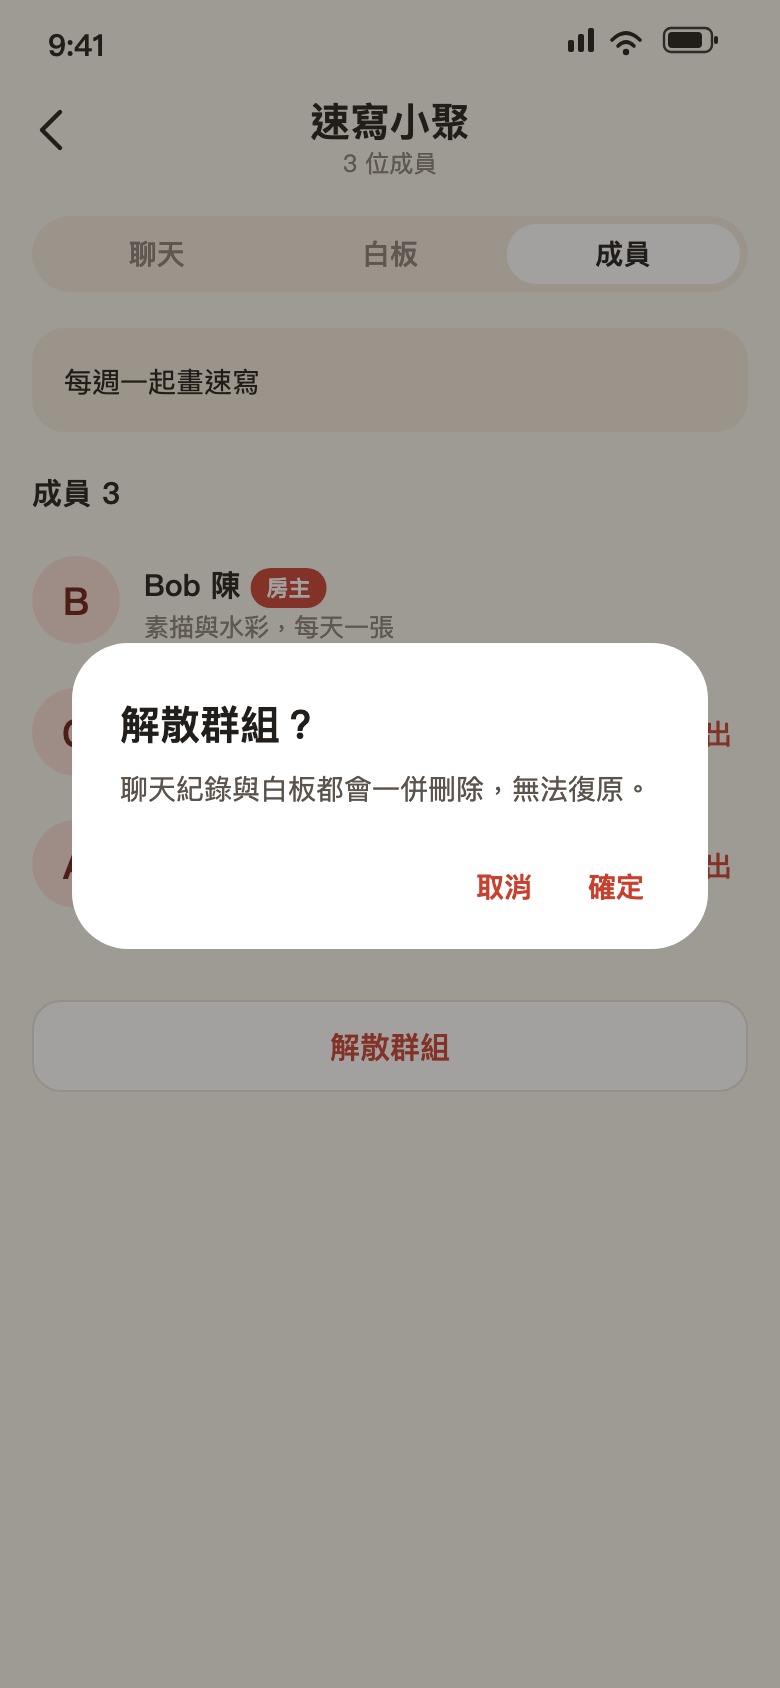 9:41
速寫小聚
3 位成員
聊天
白板
成員
每週一起畫速寫
成員 3
B
Bob 陳
房主
素描與水彩，每天一張
出
解散群組？
聊天紀錄與白板都會一併刪除，無法復原。
出
取消
確定
解散群組